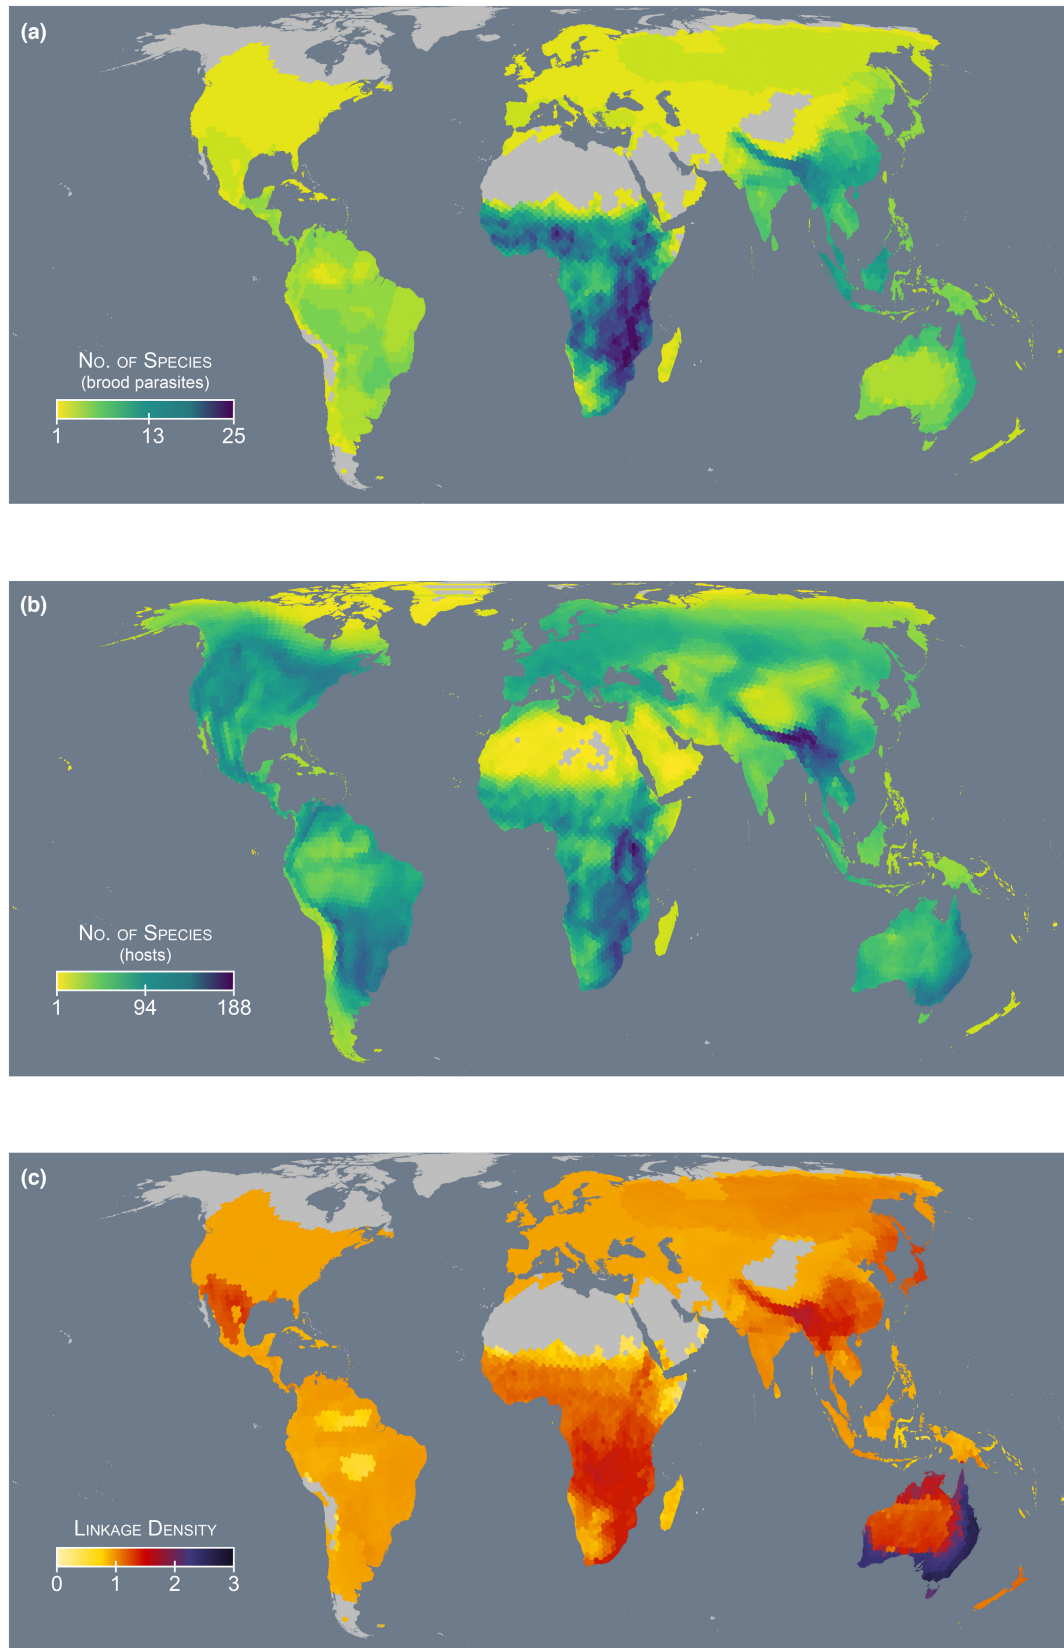 (a)
No. of Species
(brood parasites)
1 13 25
(b)
No. of Species
(hosts)
1 94 188
(c)
Linkage Density
0 1 2 3